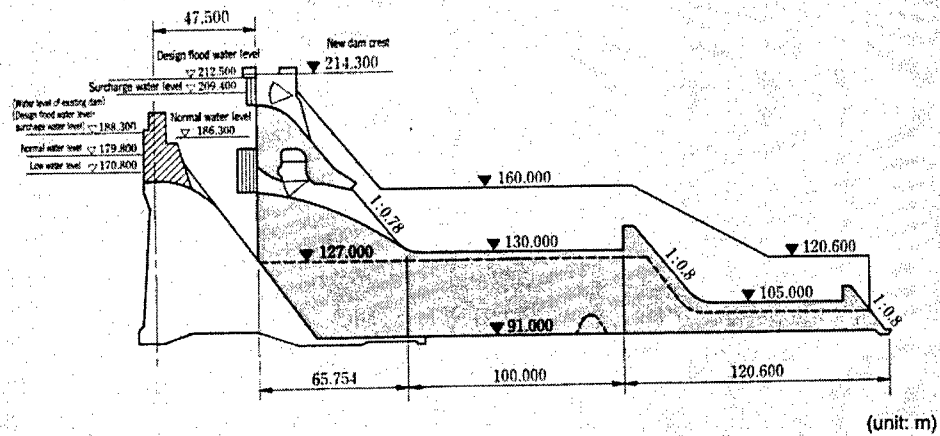 47.500
New dam crest
▼ 214.300
Design flood water level
▽ 212.500
Surcharge water level ▽ 209.400
(Water level of existing dam)
(Design flood water level=
surchage water level) ▽ 188.300
Normal water level
▽ 186.300
Normal water level ▽ 179.800
Low water level ▽ 170.800
▼ 160.000
1:0.78
▼ 127.000
▼ 130.000
▼ 120.600
1:0.8
▼ 105.000
1:0.8
▼ 91.000
65.754
100.000
120.600
(unit: m)